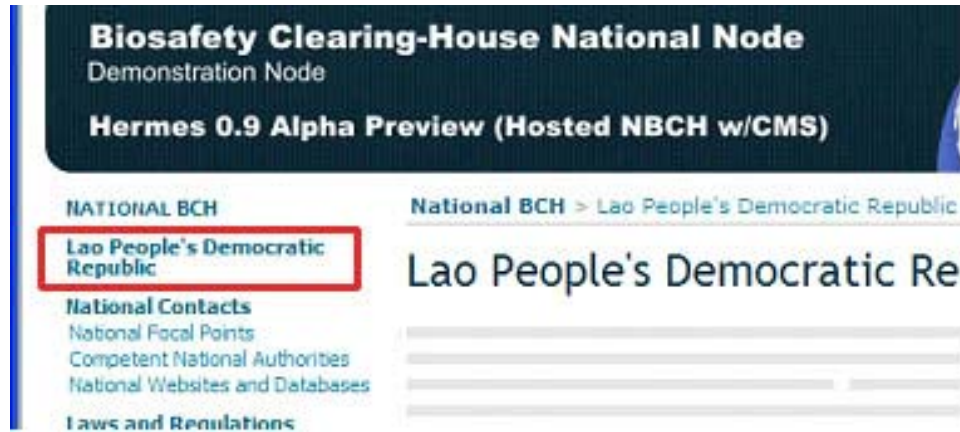 Biosafety Clearing-House National Node
Demonstration Node
Hermes 0.9 Alpha Preview (Hosted NBCH w/CMS)
NATIONAL BCH
Lao People's Democratic
Republic
National Contacts
National Focal Points
Competent National Authorities
National Websites and Databases
Laws and Regulations
National BCH > Lao People's Democratic Republic
Lao People's Democratic Re